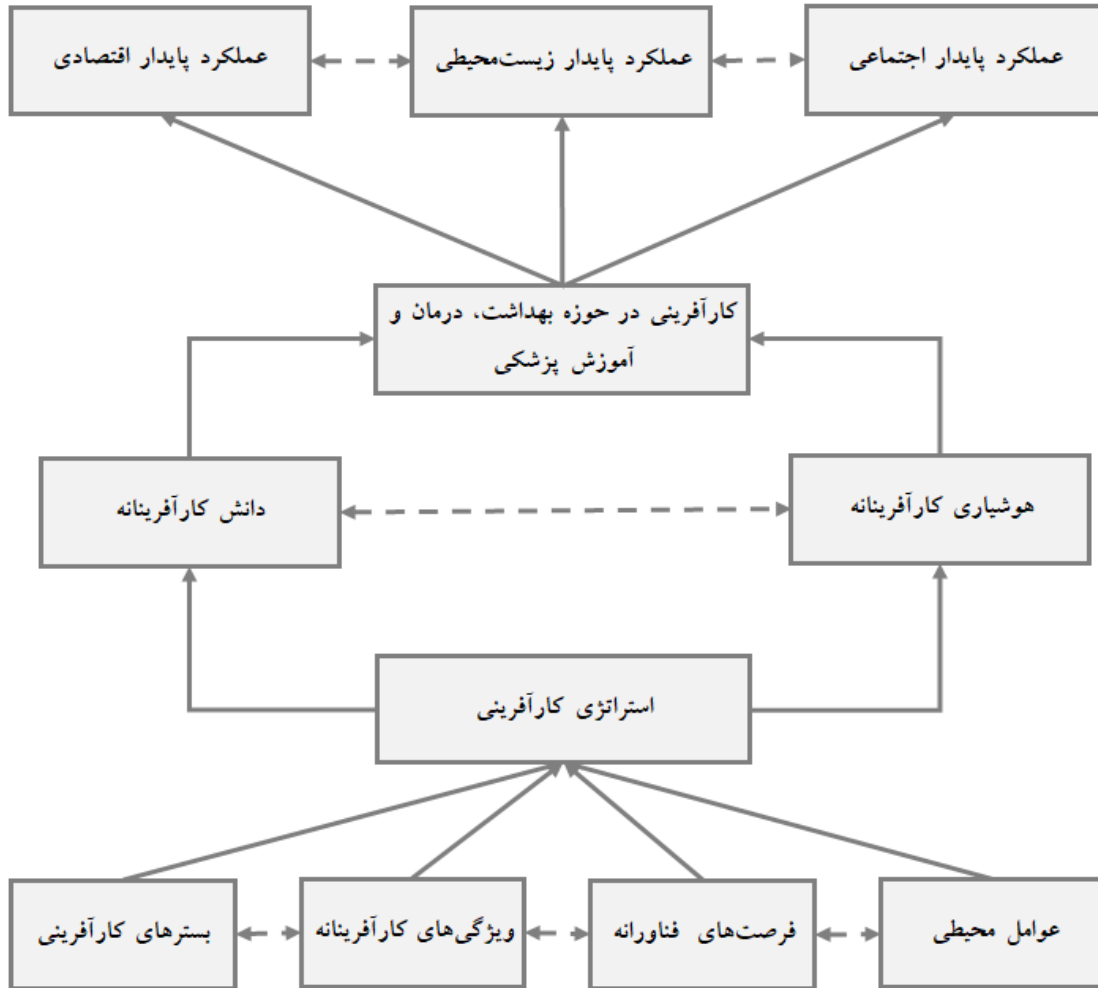 عملکرد پایدار اجتماعی
عملکرد پایدار زیست‌محیطی
عملکرد پایدار اقتصادی
کارآفرینی در حوزه بهداشت، درمان و
آموزش پزشکی
هوشیاری کارآفرینانه
دانش کارآفرینانه
استراتژی کارآفرینی
عوامل محیطی
فرصت‌های فناورانه
ویژگی‌های کارآفرینانه
بسترهای کارآفرینی